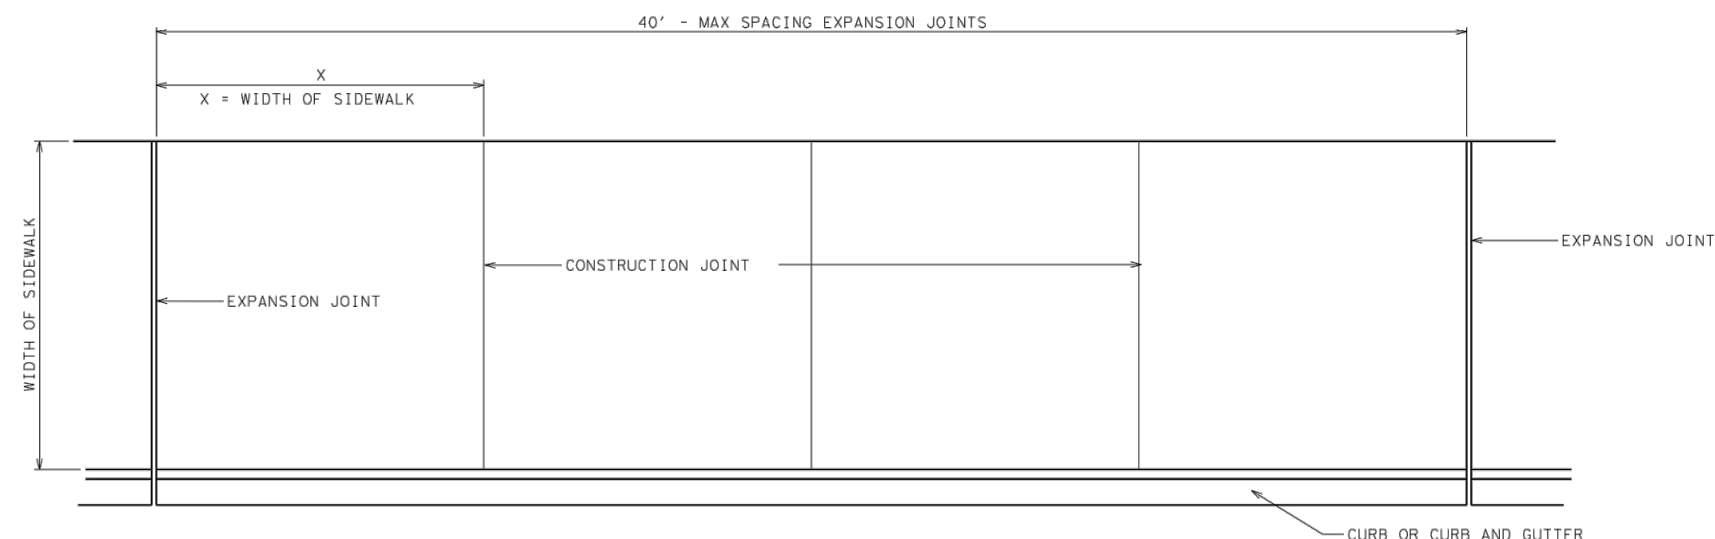 40' - MAX SPACING EXPANSION JOINTS
X
X = WIDTH OF SIDEWALK
WIDTH OF SIDEWALK
EXPANSION JOINT
CONSTRUCTION JOINT
EXPANSION JOINT
CURB OR CURB AND GUTTER